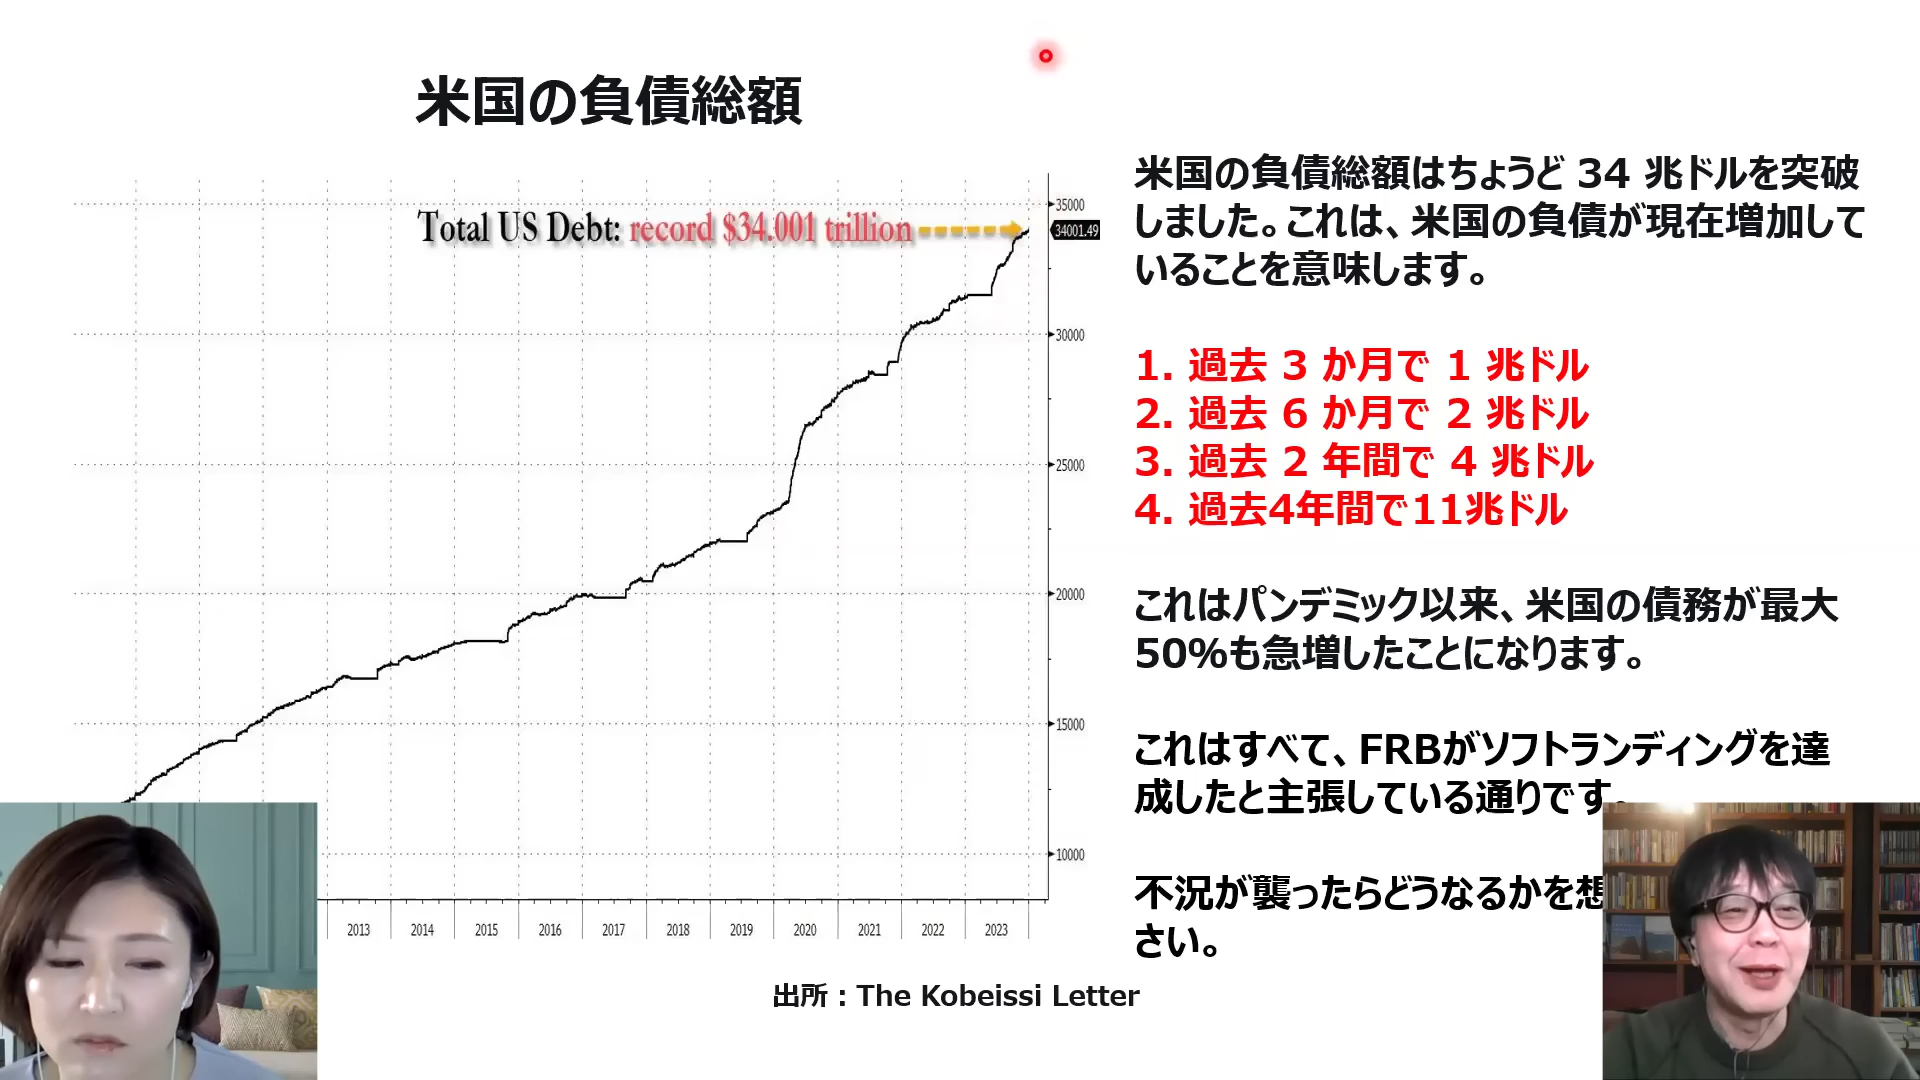 米国の負債総額
Total US Debt: record $34.001 trillion
35000
34001.49
30000
25000
20000
15000
10000
2013 2014 2015 2016 2017 2018 2019 2020 2021 2022 2023
米国の負債総額はちょうど 34 兆ドルを突破
しました。これは、米国の負債が現在増加して
いることを意味します。
1. 過去 3 か月で 1 兆ドル
2. 過去 6 か月で 2 兆ドル
3. 過去 2 年間で 4 兆ドル
4. 過去4年間で11兆ドル
これはパンデミック以来、米国の債務が最大
50%も急増したことになります。
これはすべて、FRBがソフトランディングを達
成したと主張している通りです。
不況が襲ったらどうなるかを想
さい。
出所：The Kobeissi Letter